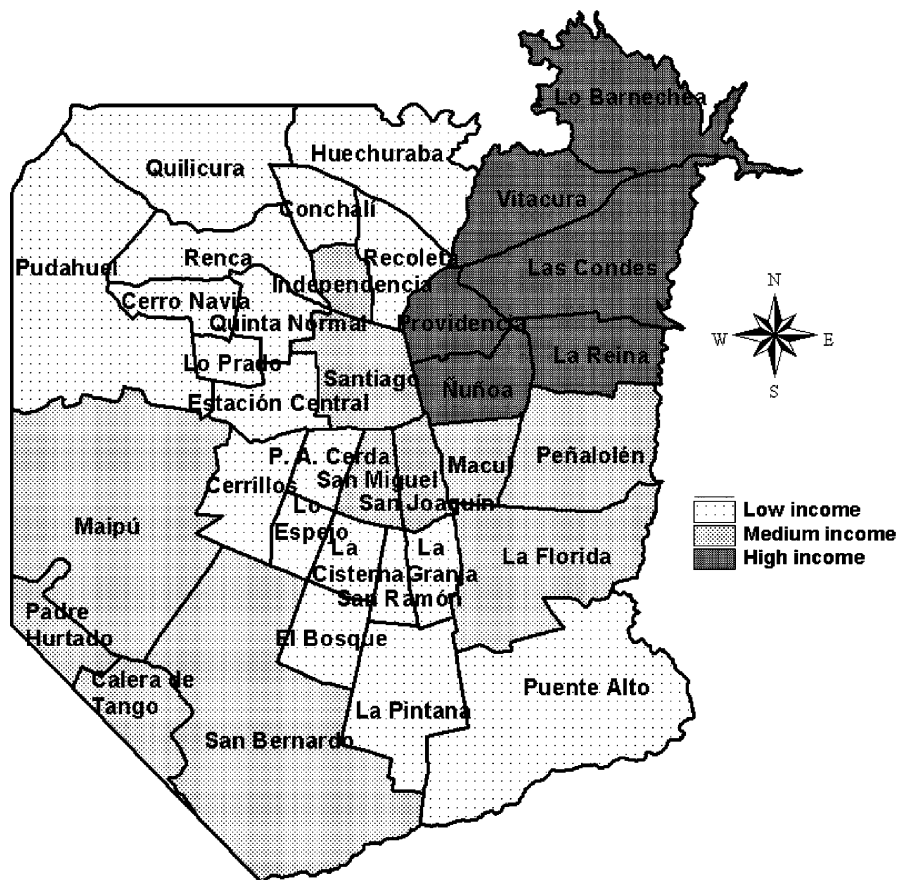 Lo Barnechea
Huechuraba
Quilicura
Vitacura
Conchalí
Renca
Recoleta
Pudahuel
Las Condes
Independencia
Cerro Navia
Quinta Normal
Providencia
La Reina
Lo Prado
Santiago
Ñuñoa
Estación Central
P. A. Cerda
Macul
Peñalolén
Cerrillos
San Miguel
San Joaquín
Lo
Espejo
Maipú
La
Cisterna
La
Granja
La Florida
San Ramón
Padre
Hurtado
El Bosque
Calera de
Tango
Puente Alto
La Pintana
San Bernardo
N
W
E
S
Low income
Medium income
High income